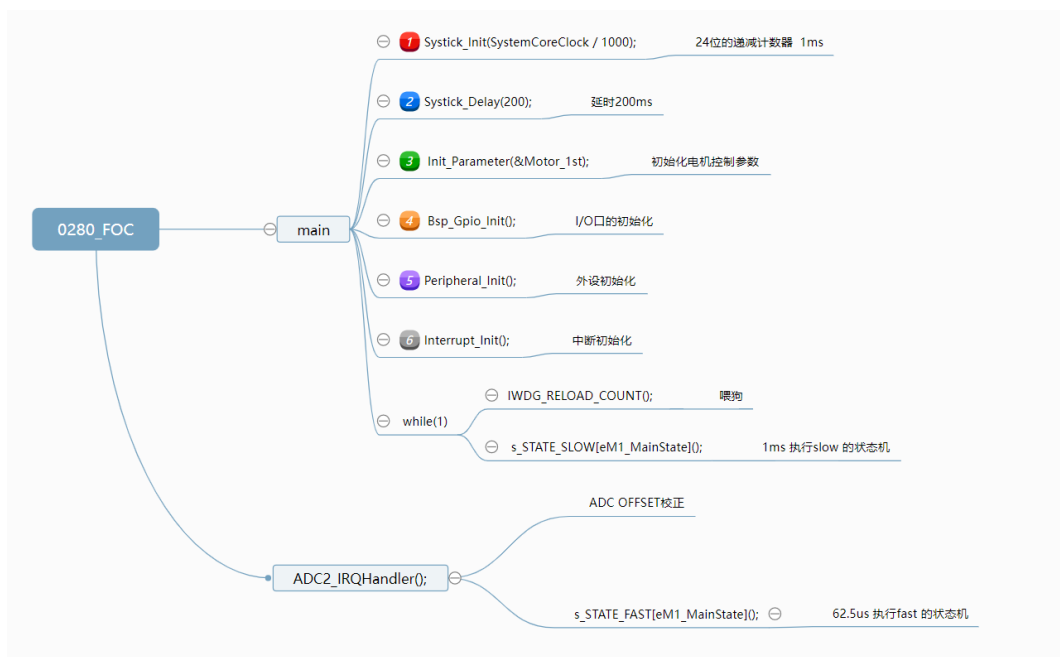 0280_FOC
main
1 Systick_Init(SystemCoreClock / 1000); 24位的递减计数器 1ms
2 Systick_Delay(200); 延时200ms
3 Init_Parameter(&Motor_1st); 初始化电机控制参数
4 Bsp_Gpio_Init(); I/O口的初始化
5 Peripheral_Init(); 外设初始化
6 Interrupt_Init(); 中断初始化
while(1)
IWDG_RELOAD_COUNT(); 喂狗
s_STATE_SLOW[eM1_MainState](); 1ms 执行slow 的状态机
ADC2_IRQHandler();
ADC OFFSET校正
s_STATE_FAST[eM1_MainState](); 62.5us 执行fast 的状态机